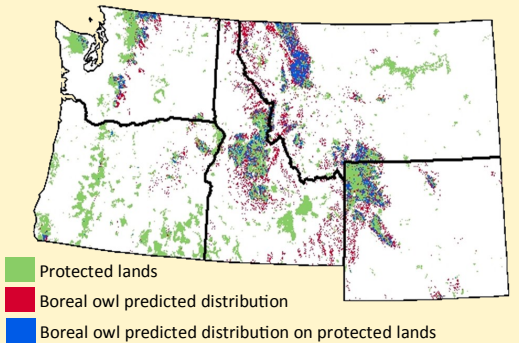 Protected lands
Boreal owl predicted distribution
Boreal owl predicted distribution on protected lands